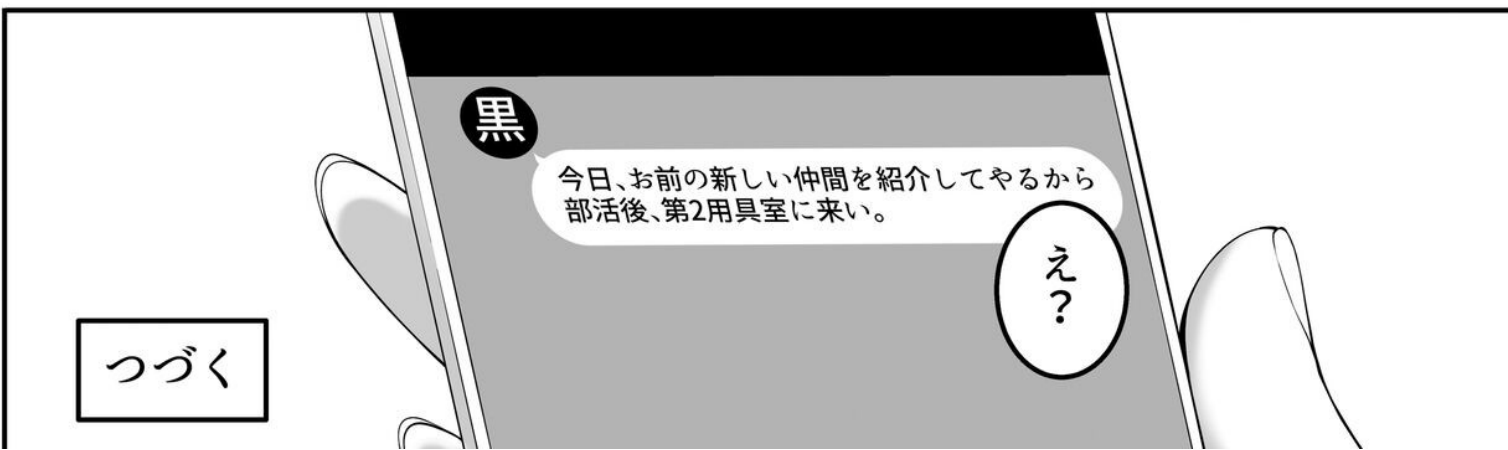 黒
今日、お前の新しい仲間を紹介してやるから
部活後、第2用具室に来い。
え?
つづく